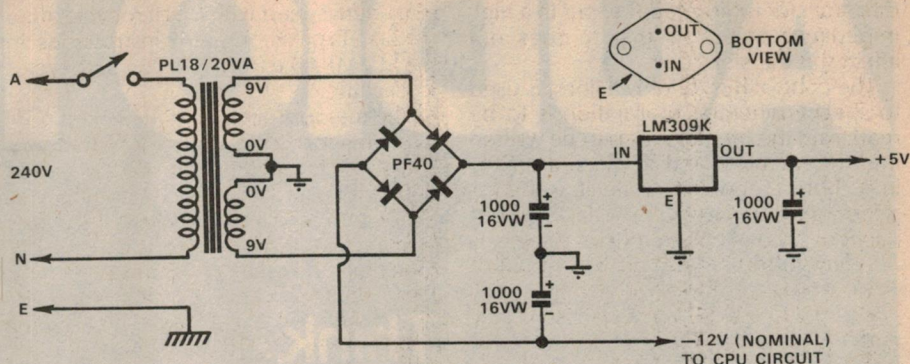 OUT
IN
E
BOTTOM
VIEW
A
PL18/20VA
9V
0V
240V
0V
9V
N
E
PF40
LM309K
IN
OUT
E
+5V
1000
16VW
+
-
1000
16VW
+
-
1000
16VW
+
-
—12V (NOMINAL)
TO CPU CIRCUIT